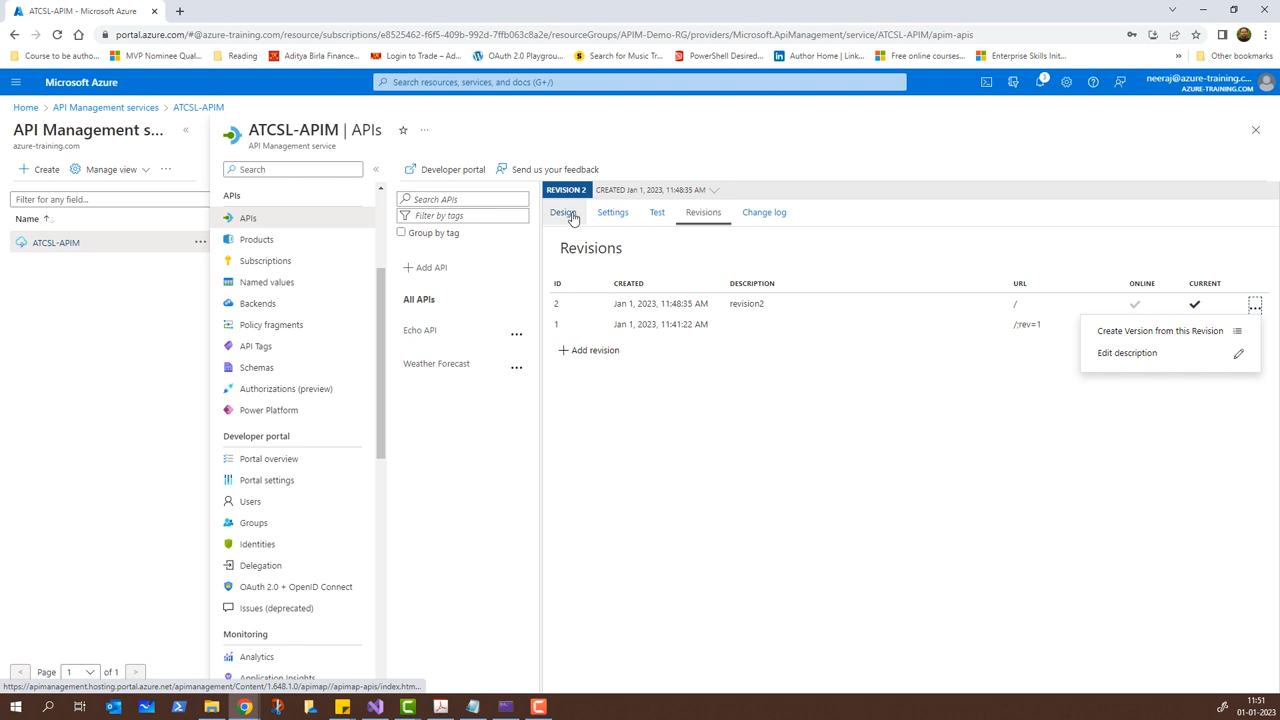 ATCSL-APIM - Microsoft Azure
portal.azure.com/#@azure-training.com/resource/subscriptions/e8525462-f6f5-409b-992d-7ffb063c8a2e/resourceGroups/APIM-Demo-RG/providers/Microsoft.ApiManagement/service/ATCSL-APIM/apim-apis
Course to be autho...
MVP Nominee Qualit...
Reading
Aditya Birla Finance...
Login to Trade – Ad...
OAuth 2.0 Playgrou...
Search for Music Tr...
PowerShell Desired...
Author Home | Link...
Free online courses...
Enterprise Skills Init...
»
Other bookmarks
Microsoft Azure
Search resources, services, and docs (G+/)
1
neeraj@azure-training.c...
AZURE-TRAINING.COM
Home > API Management services > ATCSL-APIM
API Management s... «
azure-training.com
+ Create Manage view ...
Filter for any field...
Name ↑
ATCSL-APIM ...
< Page 1 of 1 >
ATCSL-APIM | APIs ☆ ...
API Management service
Search «
APIs
APIs
Products
Subscriptions
Named values
Backends
Policy fragments
API Tags
Schemas
Authorizations (preview)
Power Platform
Developer portal
Portal overview
Portal settings
Users
Groups
Identities
Delegation
OAuth 2.0 + OpenID Connect
Issues (deprecated)
Monitoring
Analytics
Application Insights
Developer portal Send us your feedback
Search APIs
Filter by tags
Group by tag
+ Add API
All APIs
Echo API ...
Weather Forecast ...
REVISION 2 CREATED Jan 1, 2023, 11:48:35 AM
Design Settings Test Revisions Change log
Revisions
ID CREATED DESCRIPTION URL ONLINE CURRENT
2 Jan 1, 2023, 11:48:35 AM revision2 / ...
1 Jan 1, 2023, 11:41:22 AM /;rev=1
+ Add revision
Create Version from this Revision
Edit description
https://apimanagement.hosting.portal.azure.net/apimanagement/Content/1.648.1.0/apimap//apimap-apis/index.htm...
11:51
01-01-2023